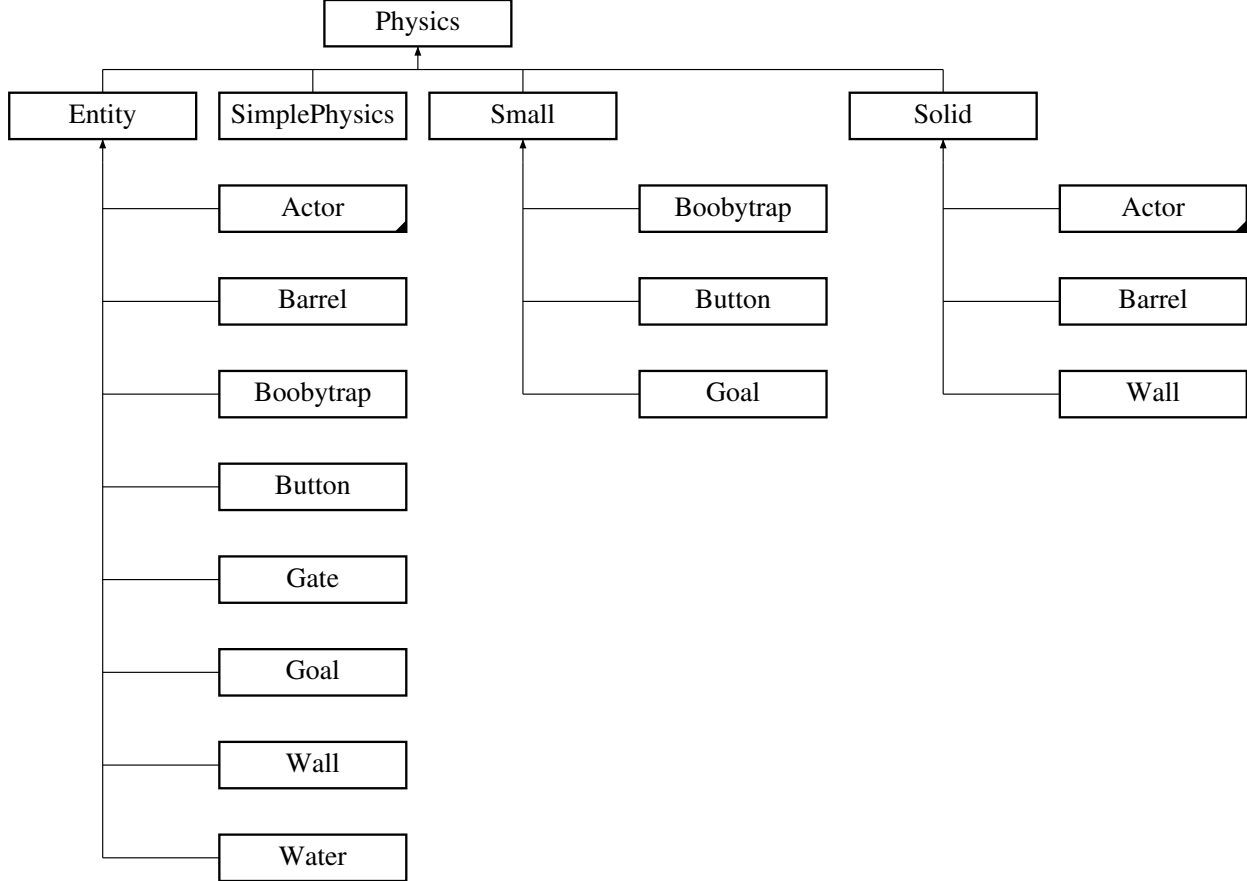 Physics
Entity
SimplePhysics
Small
Solid
Actor
Boobytrap
Actor
Barrel
Button
Barrel
Boobytrap
Goal
Wall
Button
Gate
Goal
Wall
Water